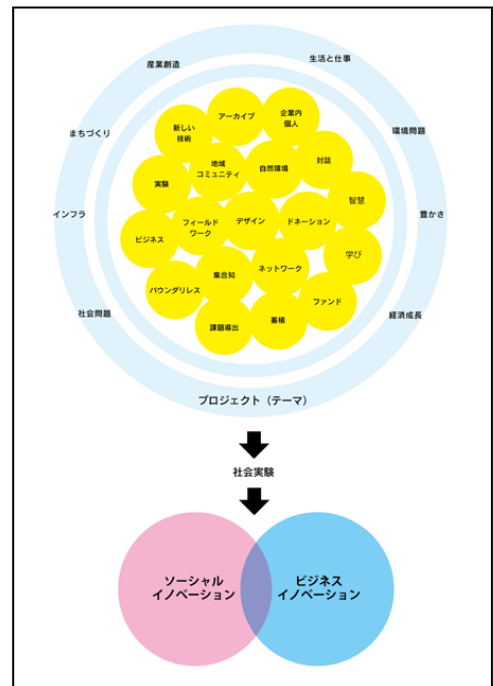 産業創造
生活と仕事
まちづくり
環境問題
インフラ
豊かさ
社会問題
経済成長
アーカイブ
企業内
個人
新しい
技術
地域
コミュニティ
自然環境
対話
実験
智慧
フィールド
ワーク
デザイン
ドネーション
ビジネス
学び
集合知
ネットワーク
バウンダリレス
ファンド
課題導出
蓄積
プロジェクト（テーマ）
社会実験
ソーシャル
イノベーション
ビジネス
イノベーション